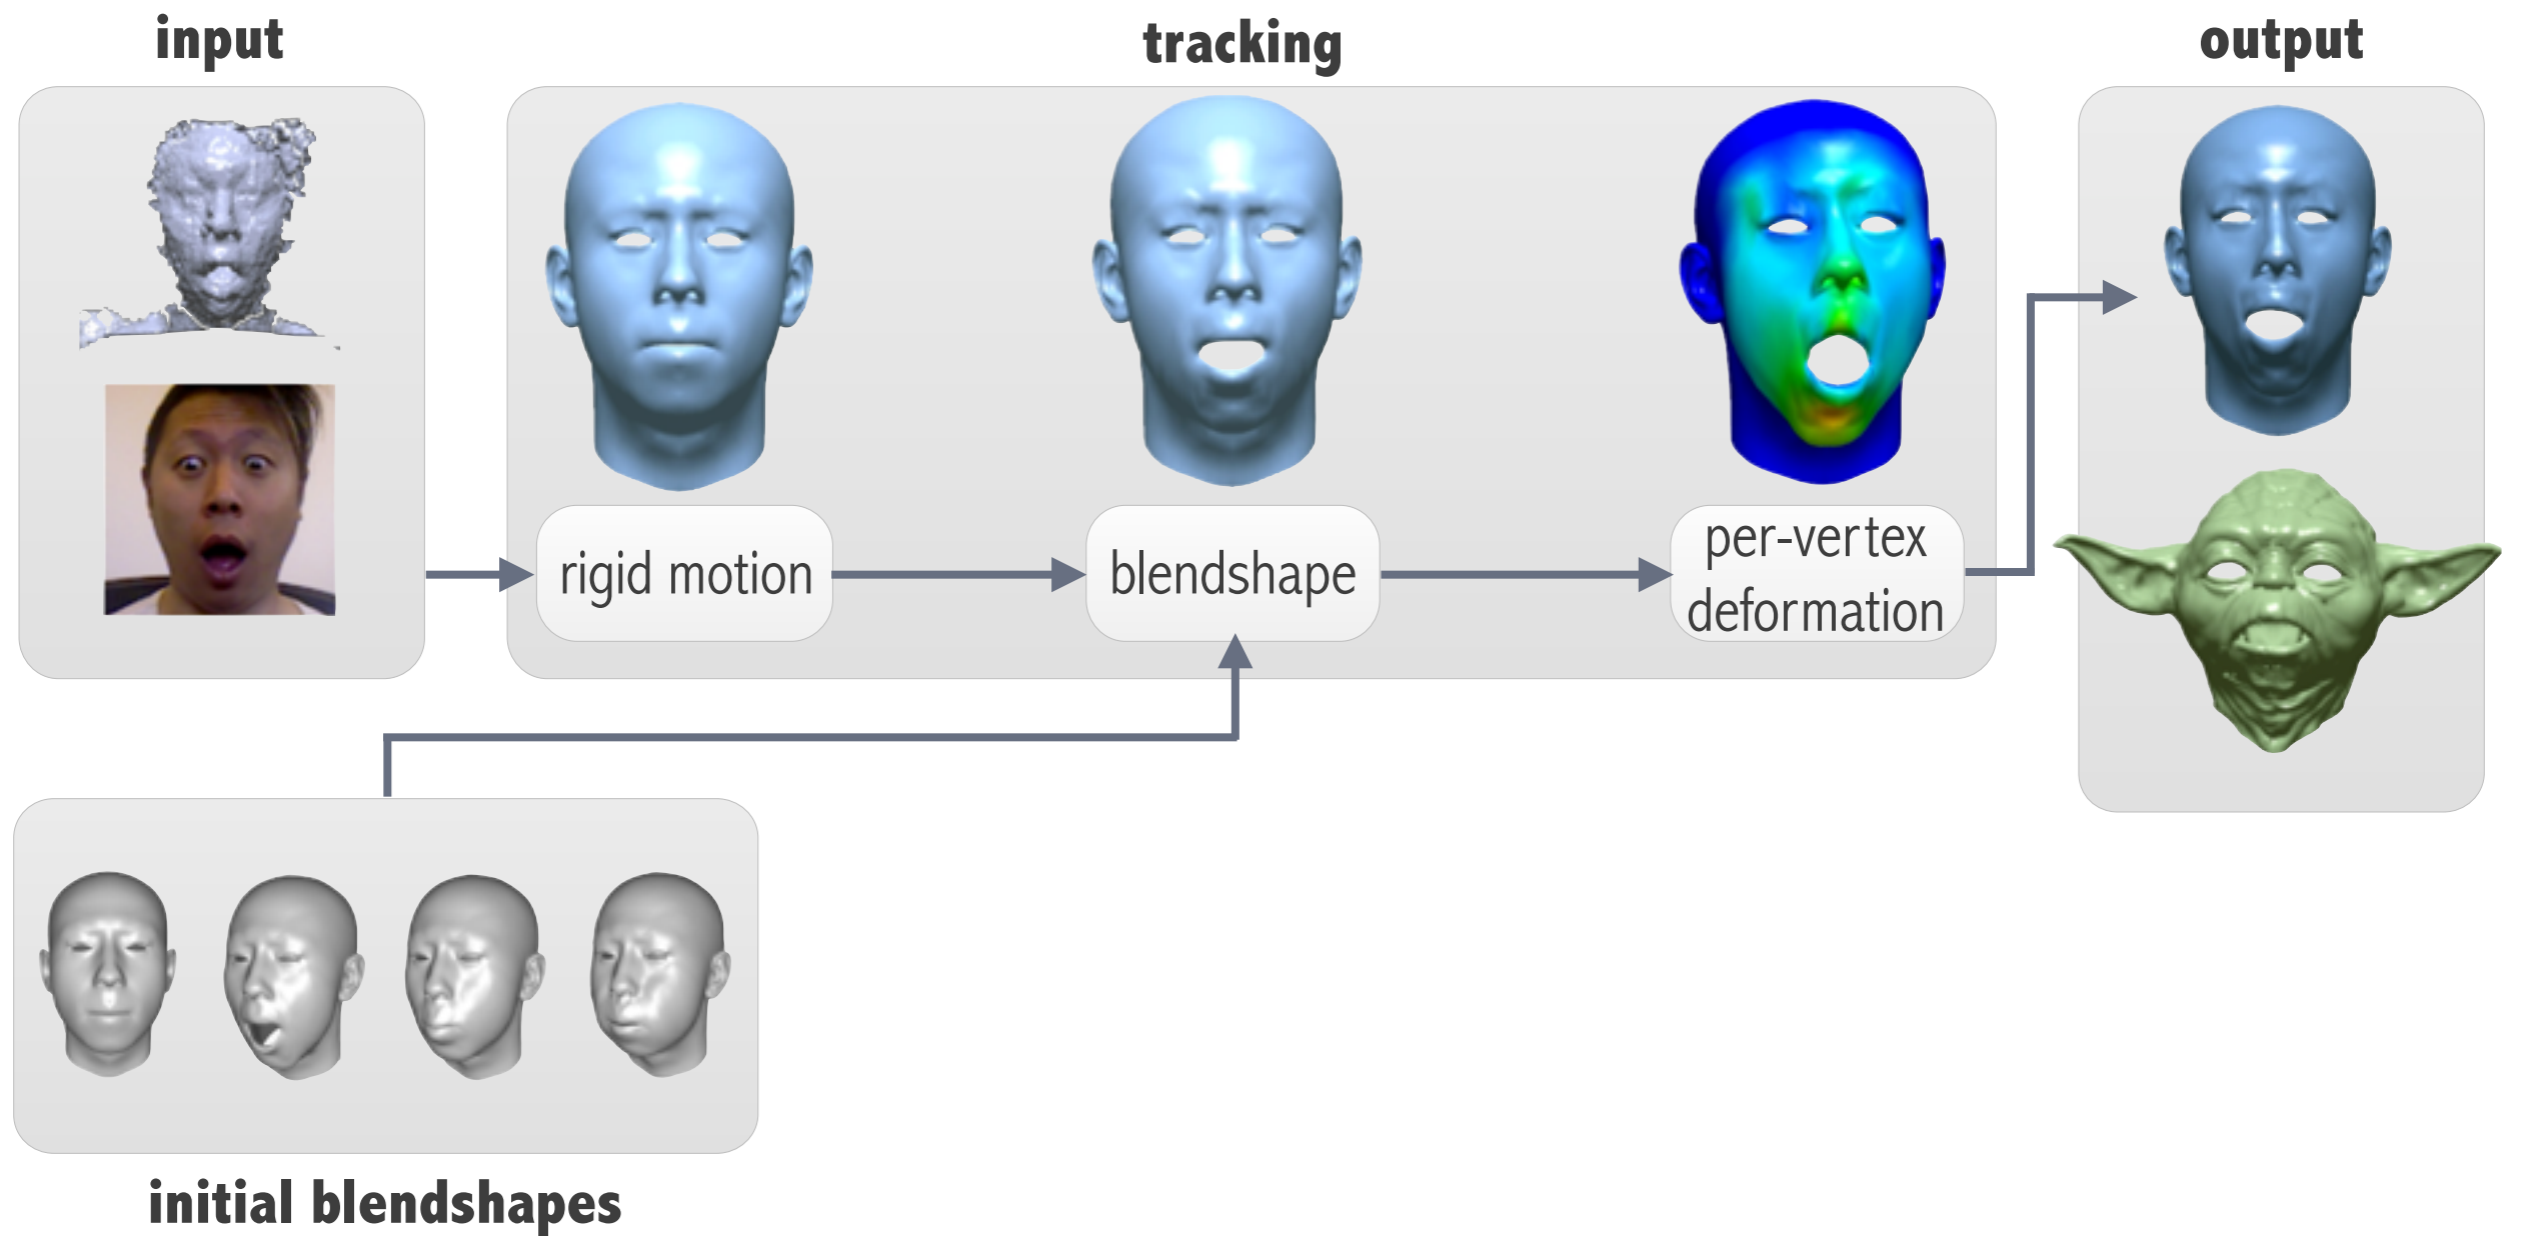 input
tracking
output
rigid motion
blendshape
per-vertex
deformation
initial blendshapes